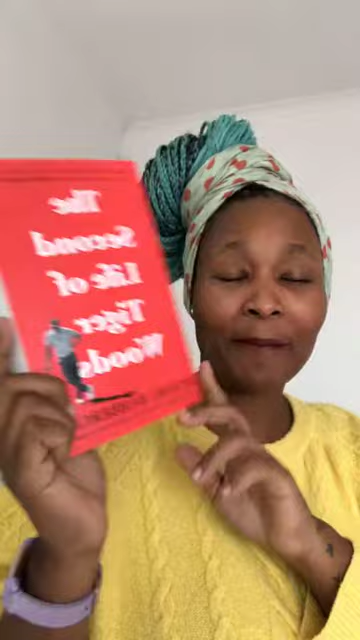 The
Second
Life of
Tiger
Woods